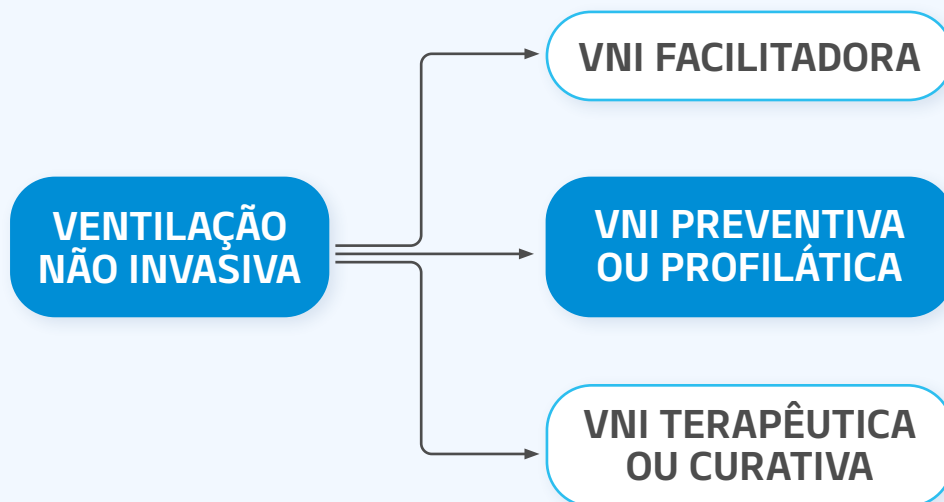 VNI FACILITADORA
VENTILAÇÃO
NÃO INVASIVA
VNI PREVENTIVA
OU PROFILÁTICA
VNI TERAPÊUTICA
OU CURATIVA